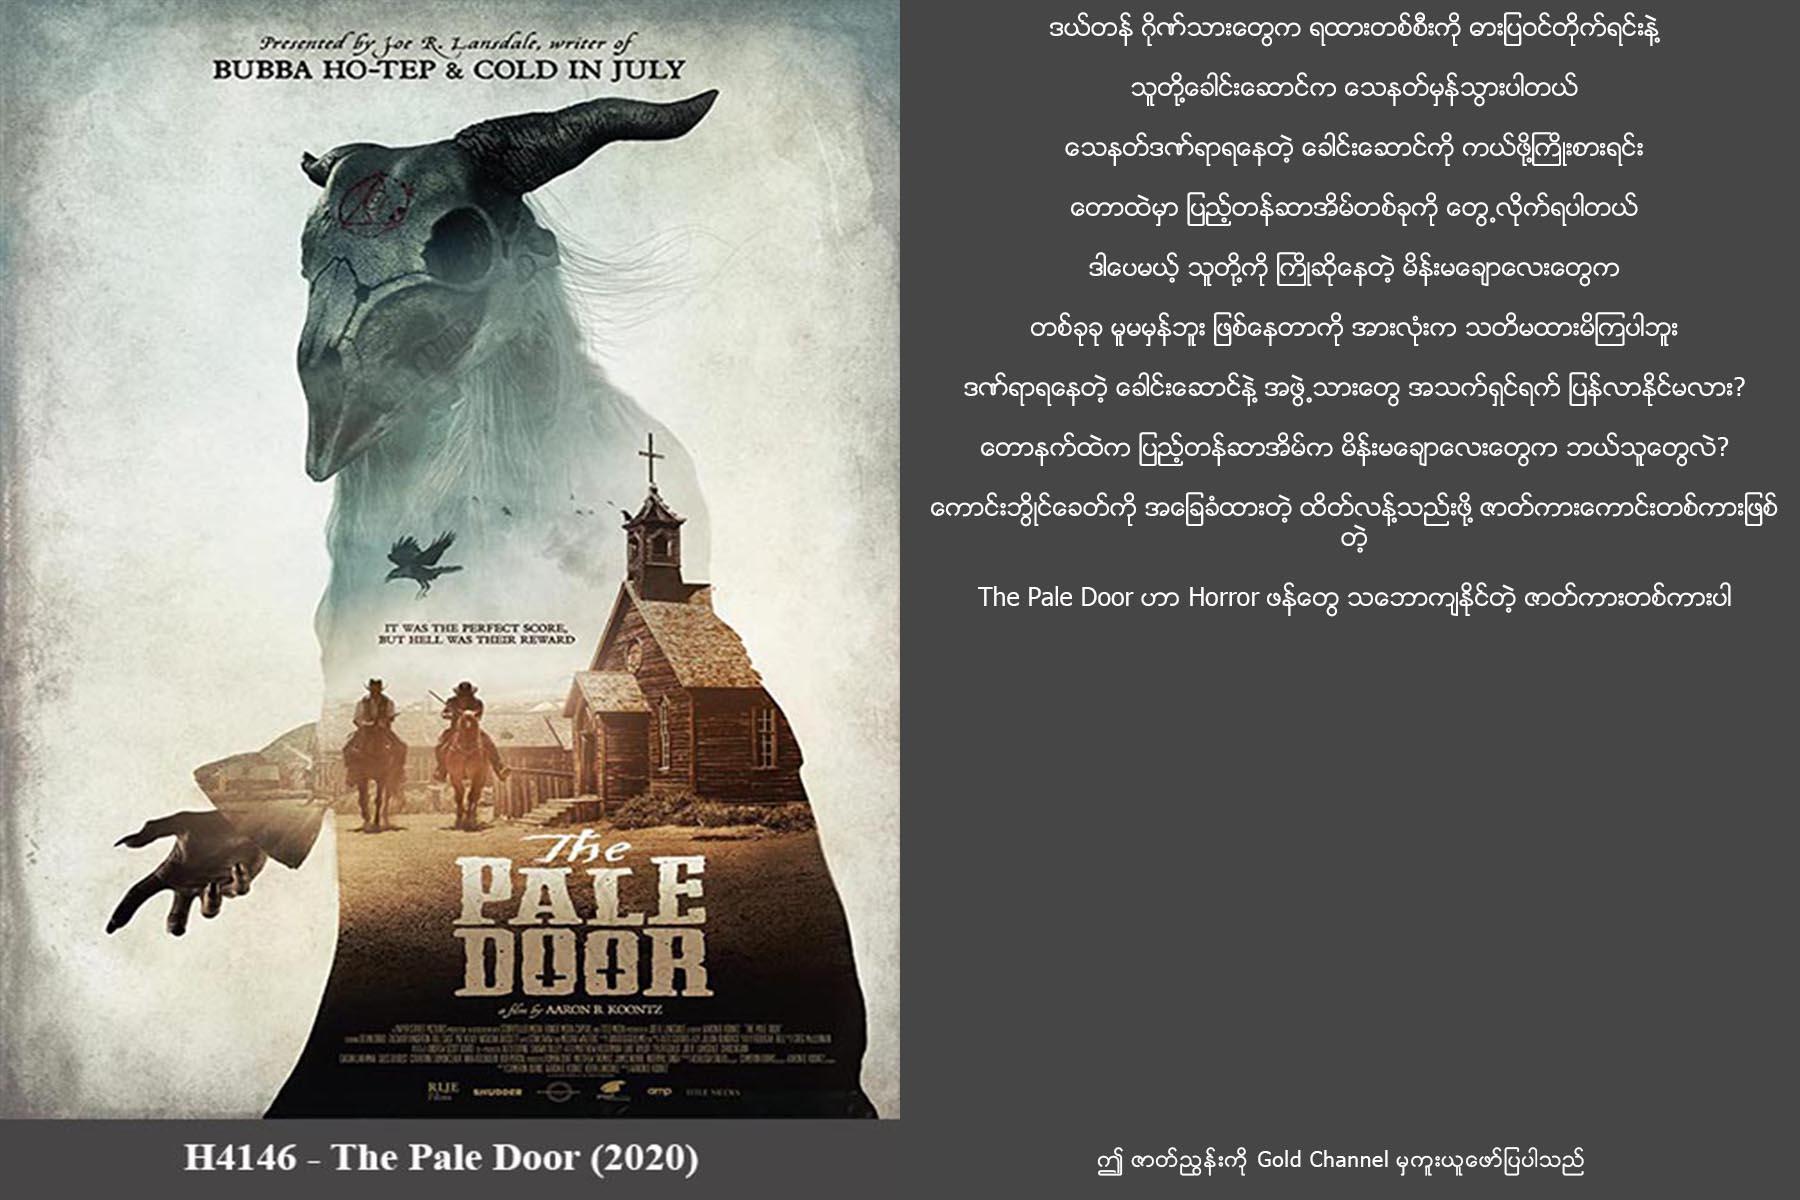 Presented by Joe R. Lansdale, writer of
BUBBA HO-TEP & COLD IN JULY
IT WAS THE PERFECT SCORE,
BUT HELL WAS THEIR REWARD
The
PALE
DOOR
a film by AARON B. KOONTZ
RLJE
Films
SHUDDER
amp
TITLE MEDIA
H4146 - The Pale Door (2020)
ဒယ်တန် ဂိုဏ်းသားတွေက ရထားတစ်စီးကို ဓားပြဝင်တိုက်ရင်းနဲ့
သူတို့ခေါင်းဆောင်က သေနတ်မှန်သွားပါတယ်
သေနတ်ဒဏ်ရာရနေတဲ့ ခေါင်းဆောင်ကို ကယ်ဖို့ကြိုးစားရင်း
တောထဲမှာ ပြည့်တန်ဆာအိမ်တစ်ခုကို တွေ့လိုက်ရပါတယ်
ဒါပေမယ့် သူတို့ကို ကြိုဆိုနေတဲ့ မိန်းမချောလေးတွေက
တစ်ခုခု မူမမှန်ဘူး ဖြစ်နေတာကို အားလုံးက သတိမထားမိကြပါဘူး
ဒဏ်ရာရနေတဲ့ ခေါင်းဆောင်နဲ့ အဖွဲ့သားတွေ အသက်ရှင်ရက် ပြန်လာနိုင်မလား?
တောနက်ထဲက ပြည့်တန်ဆာအိမ်က မိန်းမချောလေးတွေက ဘယ်သူတွေလဲ?
ကောင်းဘွိုင်ခေတ်ကို အခြေခံထားတဲ့ ထိတ်လန့်သည်းဖို့ ဇာတ်ကားကောင်းတစ်ကားဖြစ်
တဲ့
The Pale Door ဟာ Horror ဖန်တွေ သဘောကျနိုင်တဲ့ ဇာတ်ကားတစ်ကားပါ
ဤ ဇာတ်ညွန်းကို Gold Channel မှကူးယူဖော်ပြပါသည်